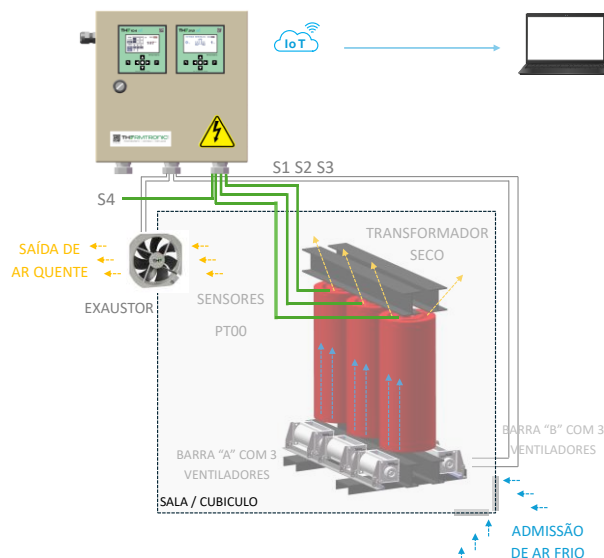 IoT
THERMTRONIC
S1 S2 S3
S4
TRANSFORMADOR
SECO
SAÍDA DE
AR QUENTE
EXAUSTOR
SENSORES
PT00
BARRA "A" COM 3
VENTILADORES
BARRA "B" COM 3
VENTILADORES
SALA / CUBICULO
ADMISSÃO
DE AR FRIO